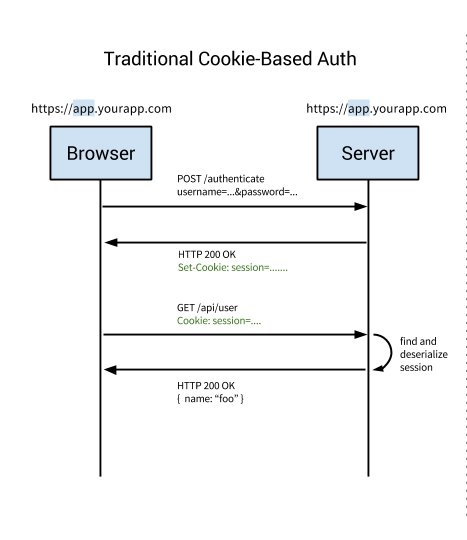 Traditional Cookie-Based Auth
https://app.yourapp.com
https://app.yourapp.com
Browser
Server
POST /authenticate
username=...&password=...
HTTP 200 OK
Set-Cookie: session=.......
GET /api/user
Cookie: session=....
find and
deserialize
session
HTTP 200 OK
{ name: “foo” }